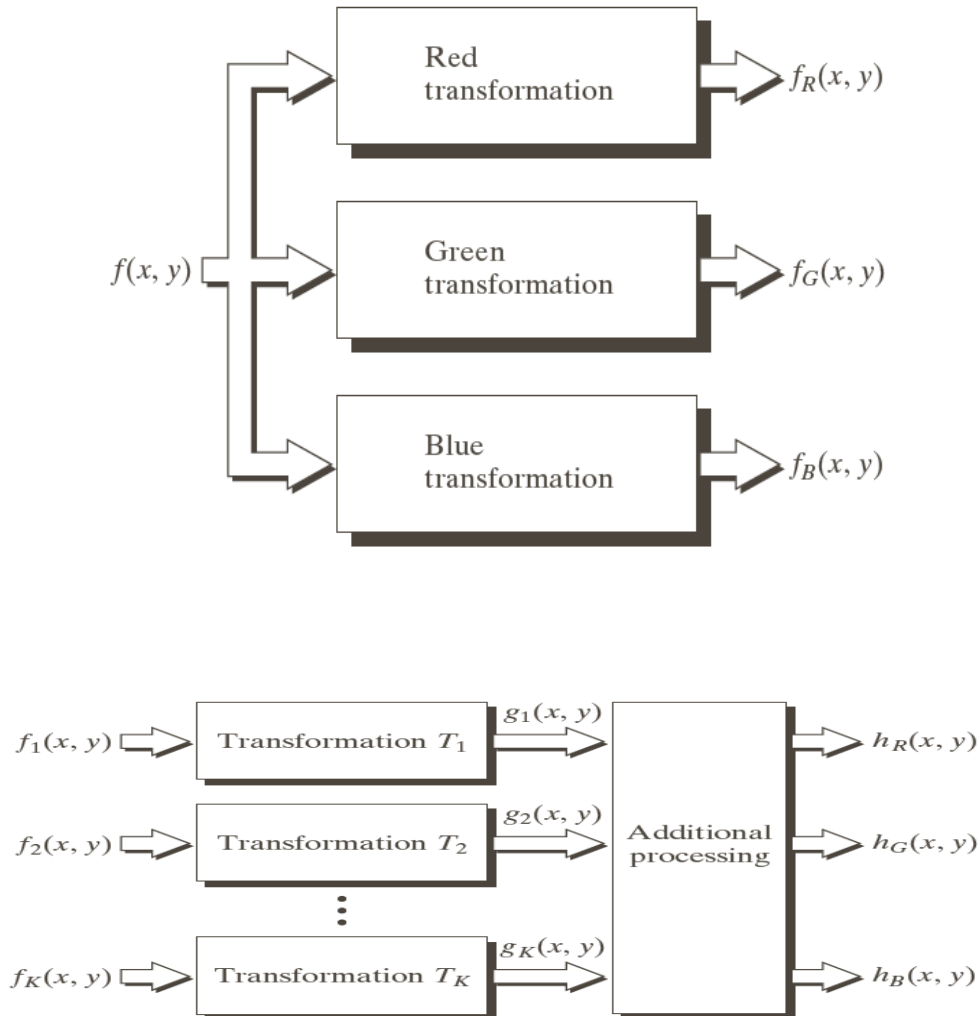 Red
transformation
f_R(x, y)
f(x, y)
Green
transformation
f_G(x, y)
Blue
transformation
f_B(x, y)
f_1(x, y)
Transformation T_1
g_1(x, y)
h_R(x, y)
f_2(x, y)
Transformation T_2
g_2(x, y)
Additional
processing
h_G(x, y)
f_K(x, y)
Transformation T_K
g_K(x, y)
h_B(x, y)